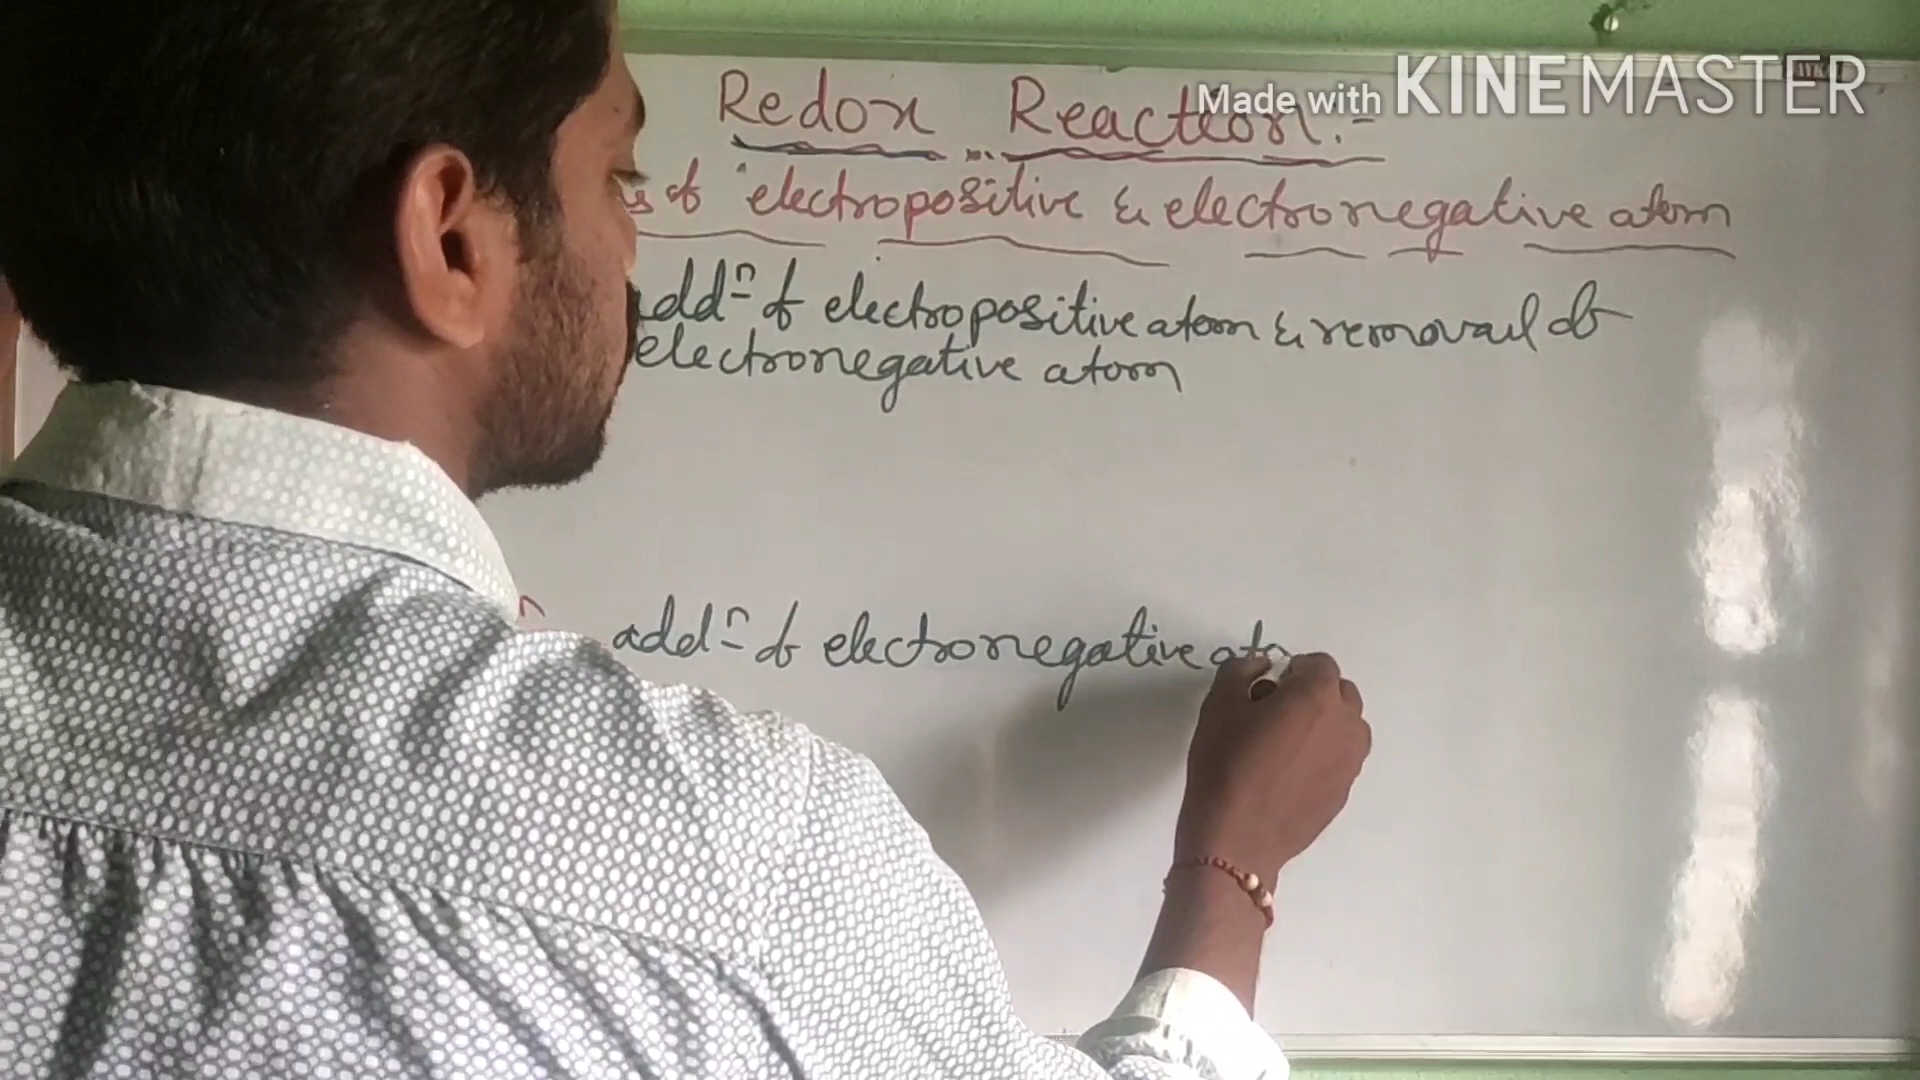 Redox Reaction:-
Made with KINEMASTER
of electropositive & electronegative atom
addⁿ of electropositive atom & removal of
electronegative atom
addⁿ of electronegative ato